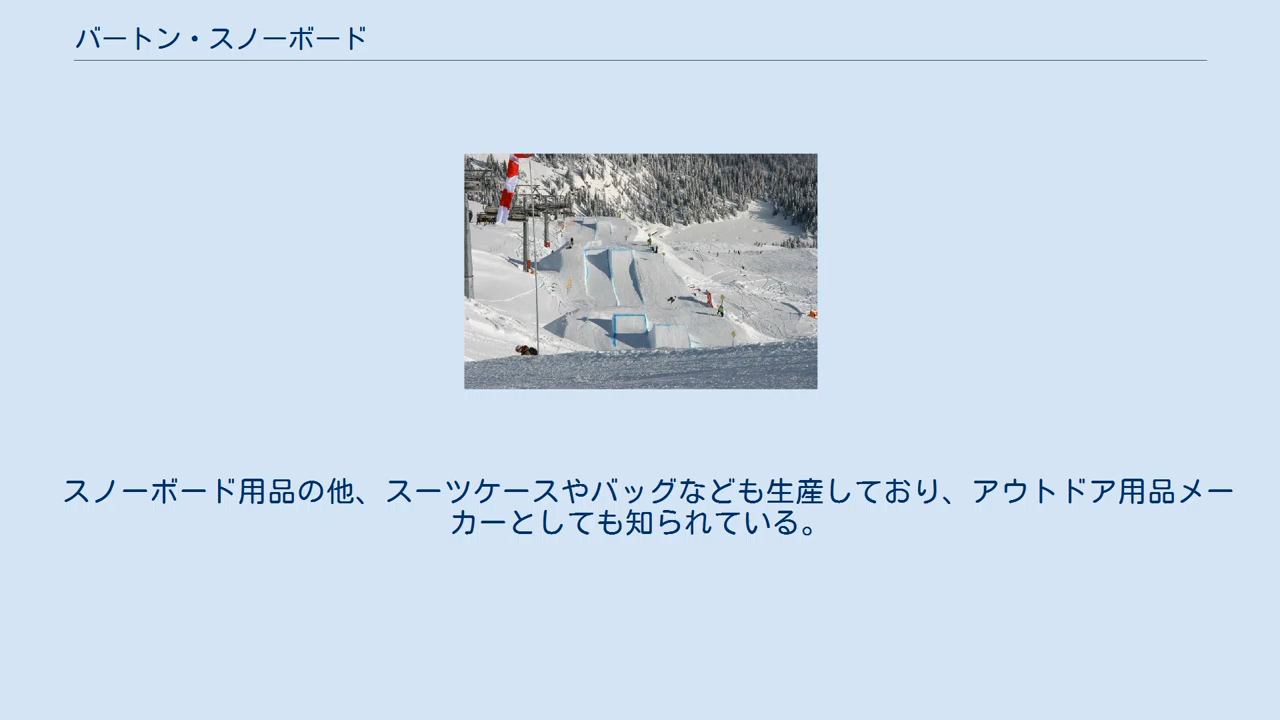 バートン・スノーボード
スノーボード用品の他、スーツケースやバッグなども生産しており、アウトドア用品メー
カーとしても知られている。